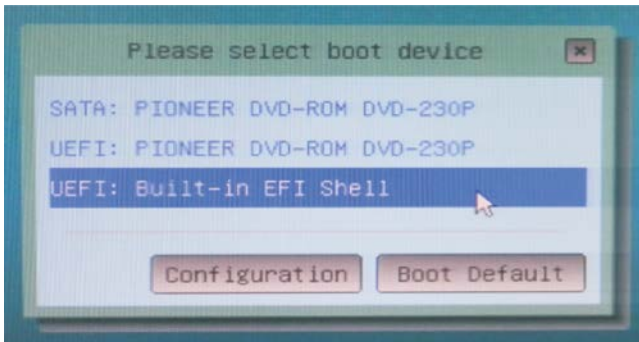 Please select boot device
SATA: PIONEER DVD-ROM DVD-230P
UEFI: PIONEER DVD-ROM DVD-230P
UEFI: Built-in EFI Shell
Configuration Boot Default